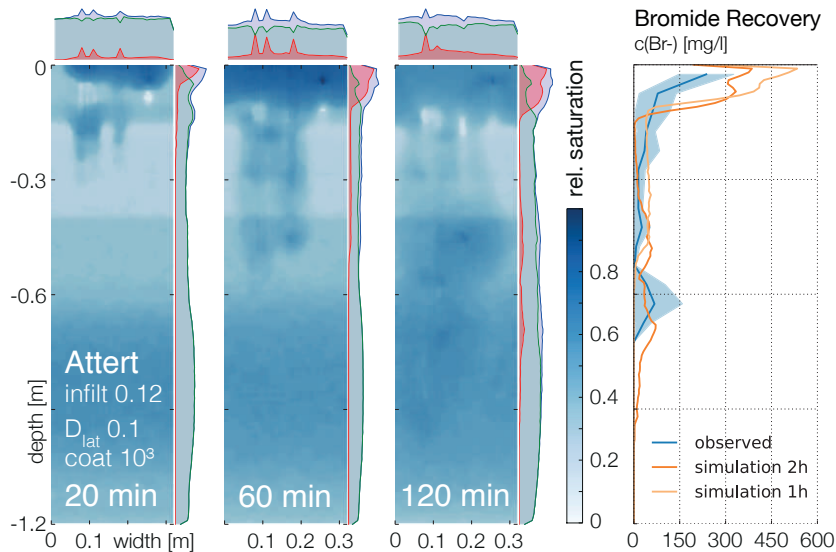 Bromide Recovery
c(Br-) [mg/l]
0
-0.3
-0.6
-0.9
-1.2
depth [m]
Attert
infilt 0.12
D_lat 0.1
coat 10³
20 min
60 min
120 min
0 0.1 width [m]
0.1 0.2 0.3
0.1 0.2 0.3
rel. saturation
0.8
0.6
0.4
0.2
0
observed
simulation 2h
simulation 1h
0 150 300 450 600